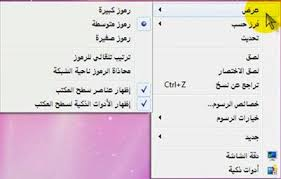 عرض
فرز حسب
تحديث
لصق
لصق الاختصار
تراجع عن نسخ Ctrl+Z
خصائص الرسوم...
خيارات الرسوم
جديد
دقة الشاشة
أدوات ذكية
رموز كبيرة
رموز متوسطة
رموز صغيرة
ترتيب تلقائي للرموز
محاذاة الرموز ناحية الشبكة
إظهار عناصر سطح المكتب
إظهار الأدوات الذكية لسطح المكتب